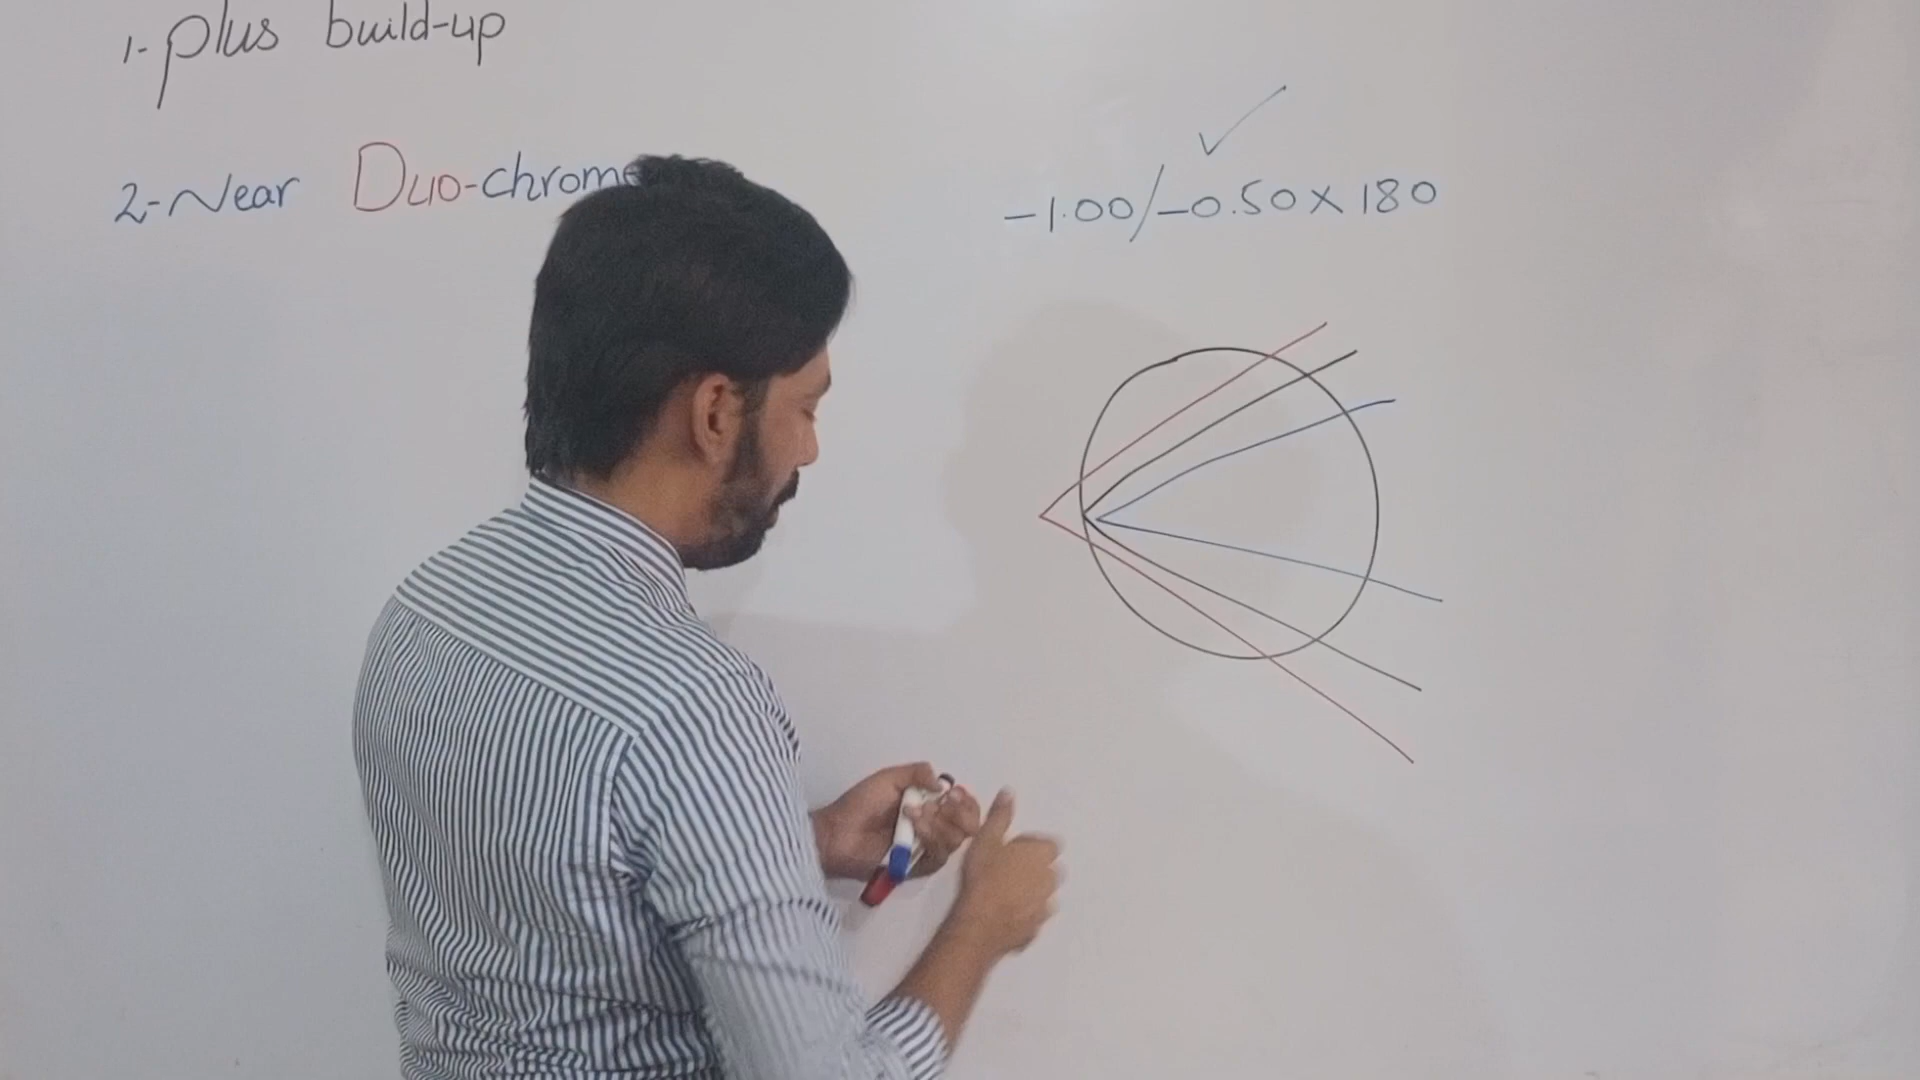 1- Plus build-up
2- Near Duo-chrome
-1.00/-0.50 x 180